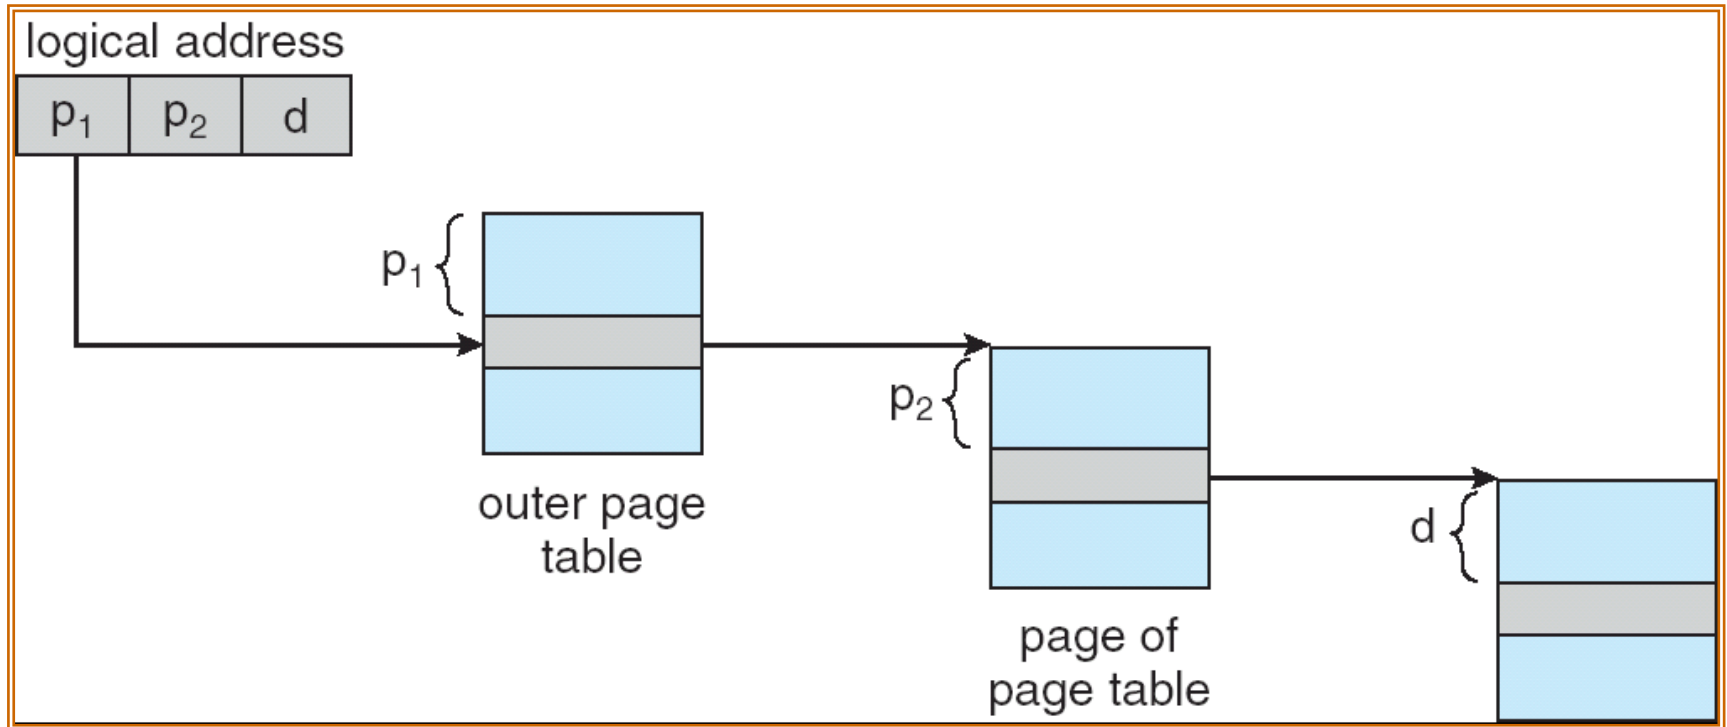 logical address
p₁ p₂ d
p₁
outer page
table
p₂
page of
page table
d